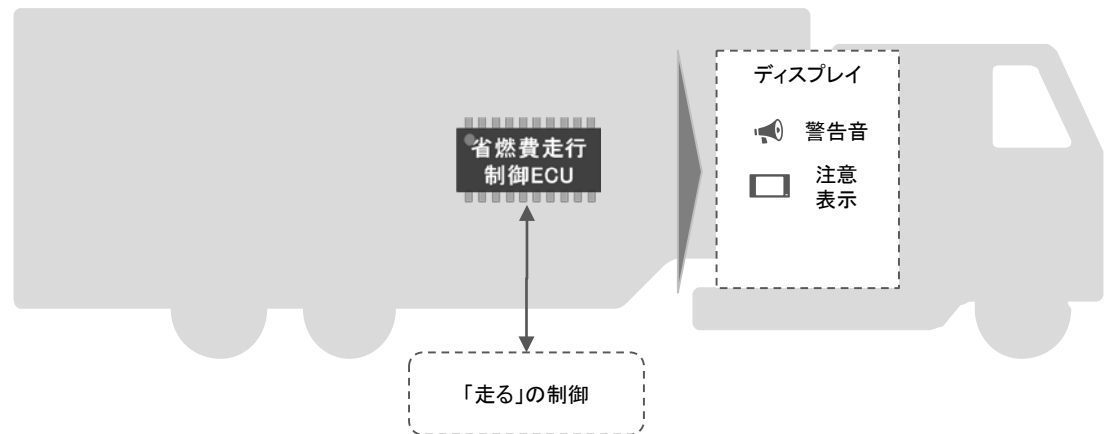 ディスプレイ
警告音
注意
表示
省燃費走行
制御ECU
「走る」の制御